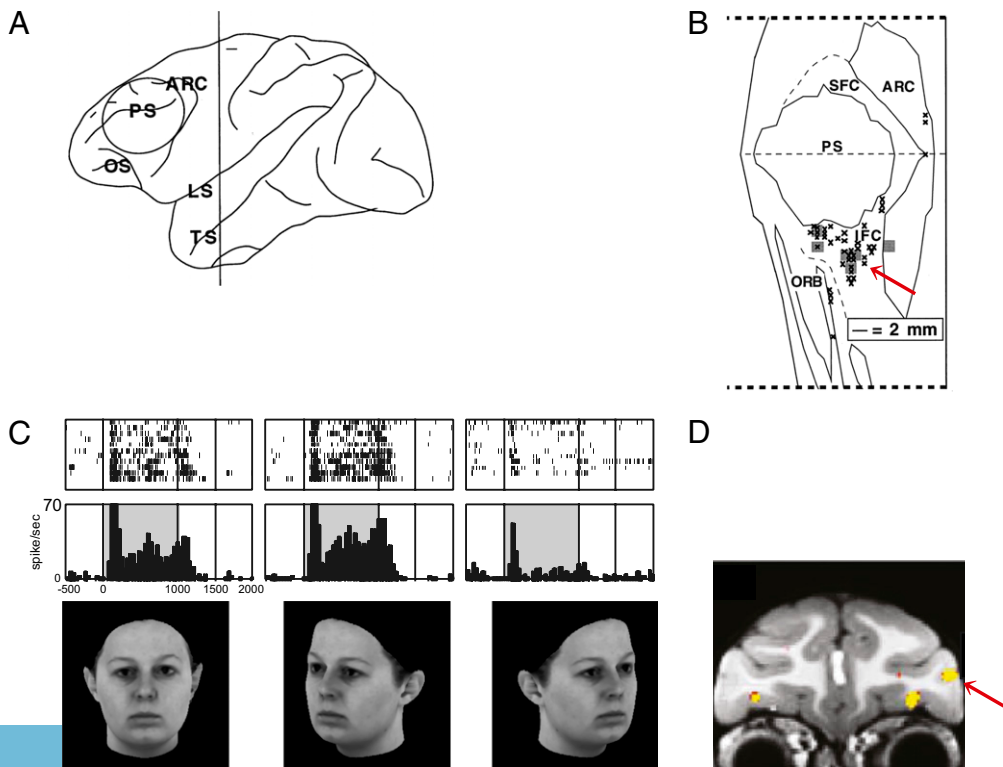 A
ARC
PS
OS
LS
TS
B
SFC
ARC
PS
IFC
ORB
— = 2 mm
C
70
spike/sec
0
-500 0 1000 1500 2000
D